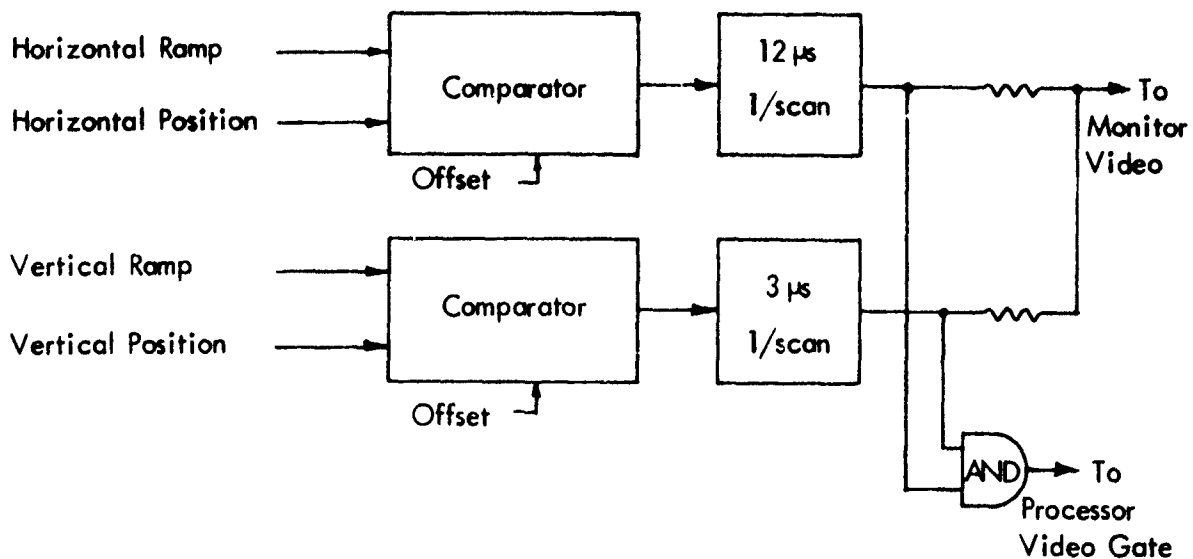 Horizontal Ramp
Horizontal Position
Comparator
Offset
12 µs
1/scan
To
Monitor
Video
Vertical Ramp
Vertical Position
Comparator
Offset
3 µs
1/scan
AND
To
Processor
Video Gate